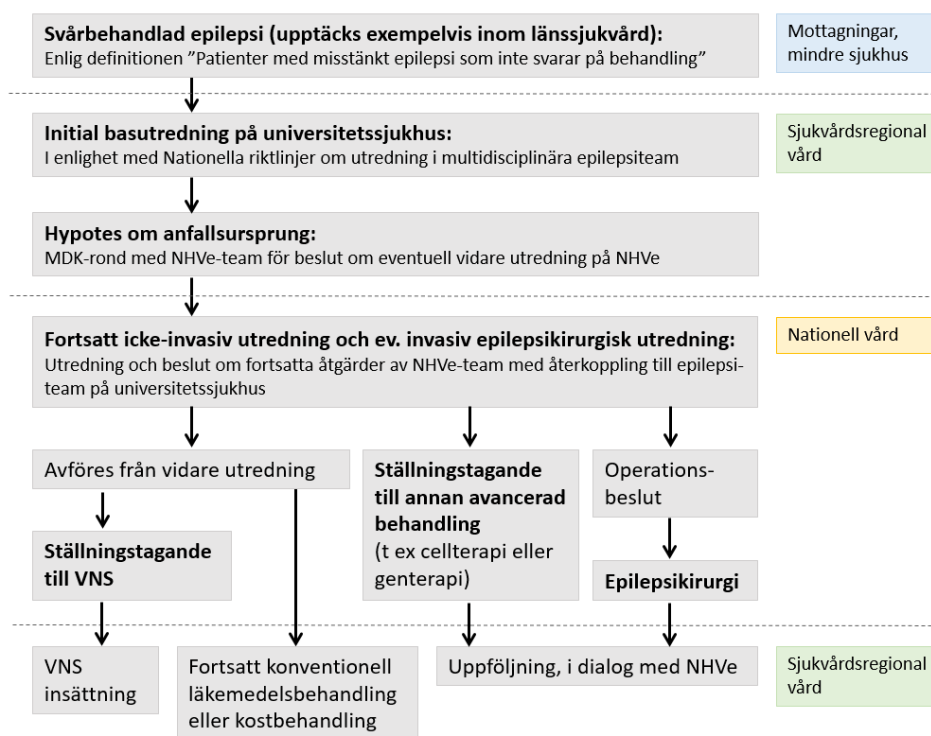 Svårbehandlad epilepsi (upptäcks exempelvis inom länssjukvård):
Enlig definitionen ”Patienter med misstänkt epilepsi som inte svarar på behandling”
Mottagningar,
mindre sjukhus
Initial basutredning på universitetssjukhus:
I enlighet med Nationella riktlinjer om utredning i multidisciplinära epilepsiteam
Sjukvårdsregional
vård
Hypotes om anfallsursprung:
MDK-rond med NHVe-team för beslut om eventuell vidare utredning på NHVe
Fortsatt icke-invasiv utredning och ev. invasiv epilepsikirurgisk utredning:
Utredning och beslut om fortsatta åtgärder av NHVe-team med återkoppling till epilepsi-
team på universitetssjukhus
Nationell vård
Avföres från vidare utredning
Ställningstagande
till VNS
Ställningstagande
till annan avancerad
behandling
(t ex cellterapi eller
genterapi)
Operations-
beslut
Epilepsikirurgi
VNS
insättning
Fortsatt konventionell
läkemedelsbehandling
eller kostbehandling
Uppföljning, i dialog med NHVe
Sjukvårdsregional
vård